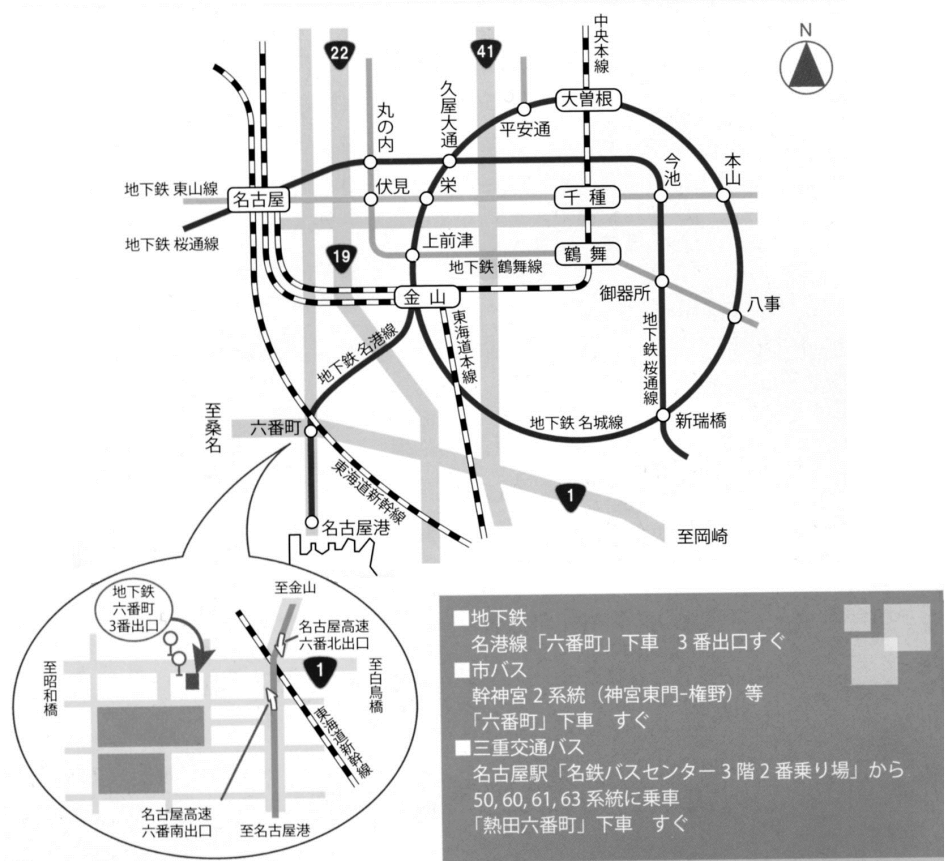 22
41
中央本線
N
久屋大通
大曽根
丸の内
平安通
今池
本山
地下鉄 東山線
名古屋
伏見
栄
千種
地下鉄 桜通線
上前津
19
地下鉄 鶴舞線
鶴舞
金山
御器所
八事
東海道本線
地下鉄 名港線
地下鉄 桜通線
至桑名
六番町
地下鉄 名城線
新瑞橋
東海道新幹線
1
名古屋港
至岡崎
地下鉄
六番町
3番出口
至金山
名古屋高速
六番北出口
至昭和橋
1
至白鳥橋
東海道新幹線
名古屋高速
六番南出口
至名古屋港
■地下鉄
名港線「六番町」下車　3番出口すぐ
■市バス
幹神宮2系統（神宮東門-権野）等
「六番町」下車　すぐ
■三重交通バス
名古屋駅「名鉄バスセンター3階2番乗り場」から
50,60,61,63系統に乗車
「熱田六番町」下車　すぐ